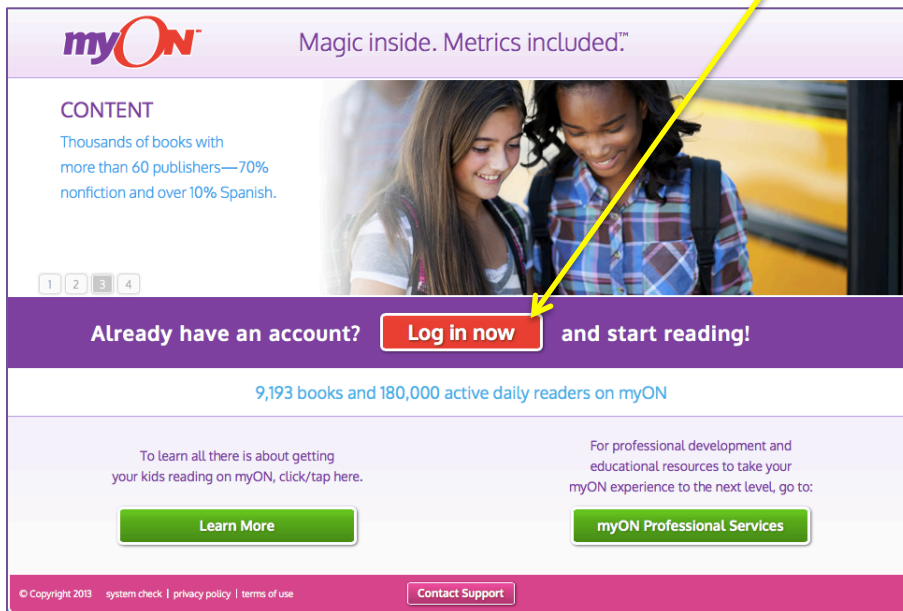 myON™
Magic inside. Metrics included.™
CONTENT
Thousands of books with
more than 60 publishers—70%
nonfiction and over 10% Spanish.
1 2 3 4
Already have an account? Log in now and start reading!
9,193 books and 180,000 active daily readers on myON
To learn all there is about getting
your kids reading on myON, click/tap here.
Learn More
For professional development and
educational resources to take your
myON experience to the next level, go to:
myON Professional Services
© Copyright 2013 system check | privacy policy | terms of use Contact Support